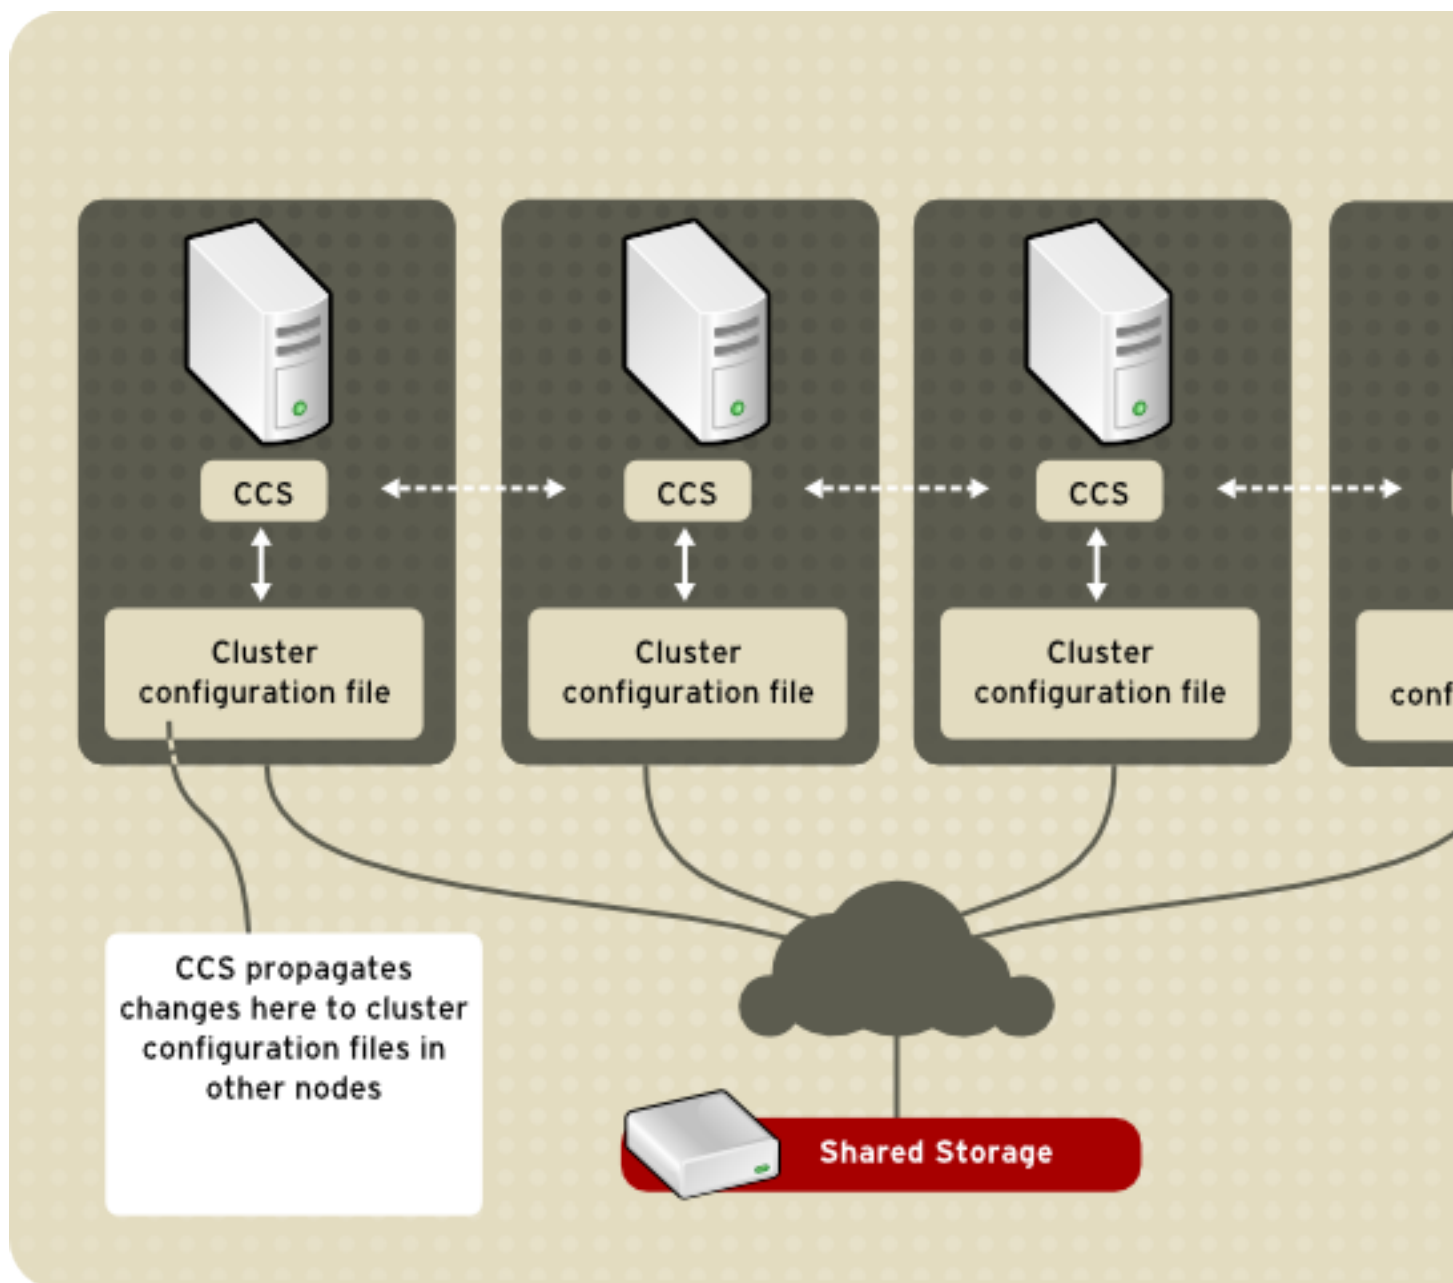 CCS
CCS
CCS
Cluster
configuration file
Cluster
configuration file
Cluster
configuration file
CCS propagates
changes here to cluster
configuration files in
other nodes
Shared Storage